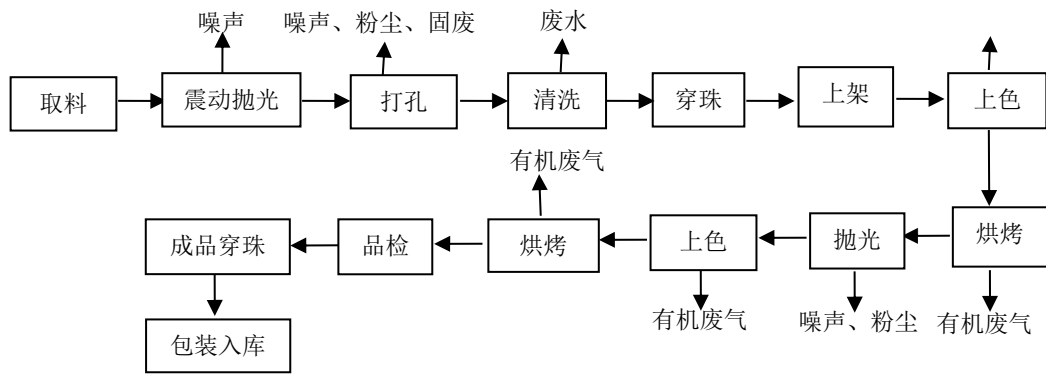 噪声
噪声、粉尘、固废
废水
取料
震动抛光
打孔
清洗
穿珠
上架
上色
有机废气
成品穿珠
品检
烘烤
上色
抛光
烘烤
有机废气
噪声、粉尘
有机废气
包装入库